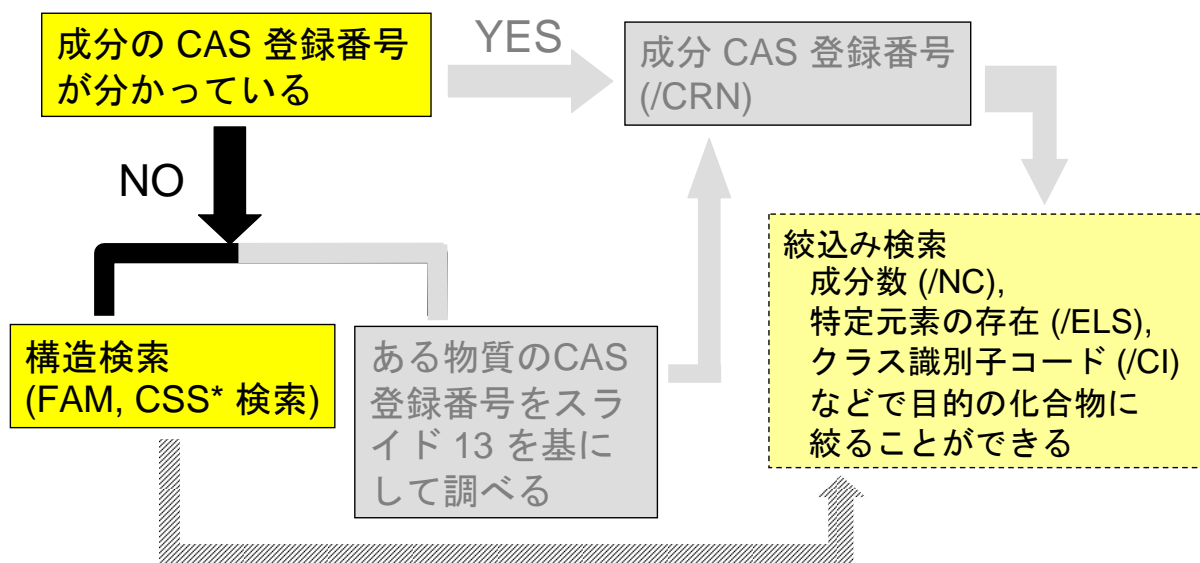 成分の CAS 登録番号
が分かっている
YES
成分 CAS 登録番号
(/CRN)
NO
構造検索
(FAM, CSS* 検索)
ある物質のCAS
登録番号をスラ
イド 13 を基に
して調べる
絞込み検索
成分数 (/NC),
特定元素の存在 (/ELS),
クラス識別子コード (/CI)
などで目的の化合物に
絞ることができる